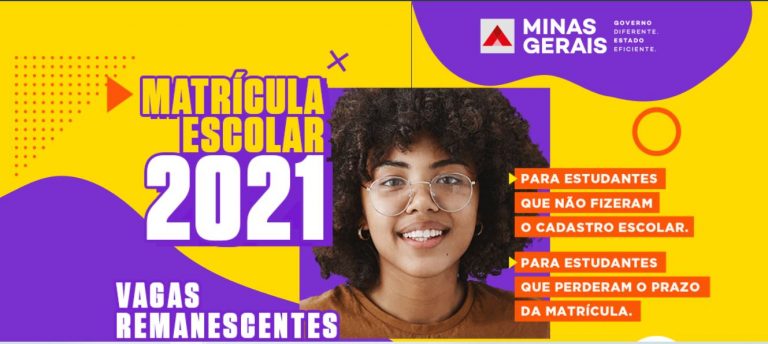 MINAS
GERAIS
GOVERNO
DIFERENTE.
ESTADO
EFICIENTE.
MATRÍCULA
ESCOLAR
2021
VAGAS
REMANESCENTES
PARA ESTUDANTES
QUE NÃO FIZERAM
O CADASTRO ESCOLAR.
PARA ESTUDANTES
QUE PERDERAM O PRAZO
DA MATRÍCULA.